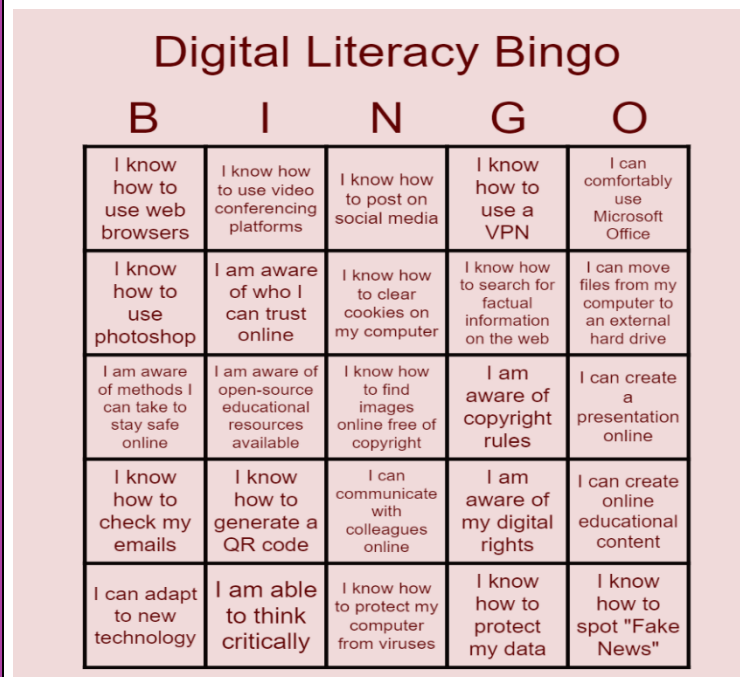 Digital Literacy Bingo
B I N G O
I know
how to
use web
browsers
I know how
to use video
conferencing
platforms
I know how
to post on
social media
I know
how to
use a
VPN
I can
comfortably
use
Microsoft
Office
I know
how to
use
photoshop
I am aware
of who I
can trust
online
I know how
to clear
cookies on
my computer
I know how
to search for
factual
information
on the web
I can move
files from my
computer to
an external
hard drive
I am aware
of methods I
can take to
stay safe
online
I am aware of
open-source
educational
resources
available
I know how
to find
images
online free of
copyright
I am
aware of
copyright
rules
I can create
a
presentation
online
I know
how to
check my
emails
I know
how to
generate a
QR code
I can
communicate
with
colleagues
online
I am
aware of
my digital
rights
I can create
online
educational
content
I can adapt
to new
technology
I am able
to think
critically
I know how
to protect my
computer
from viruses
I know
how to
protect
my data
I know
how to
spot "Fake
News"